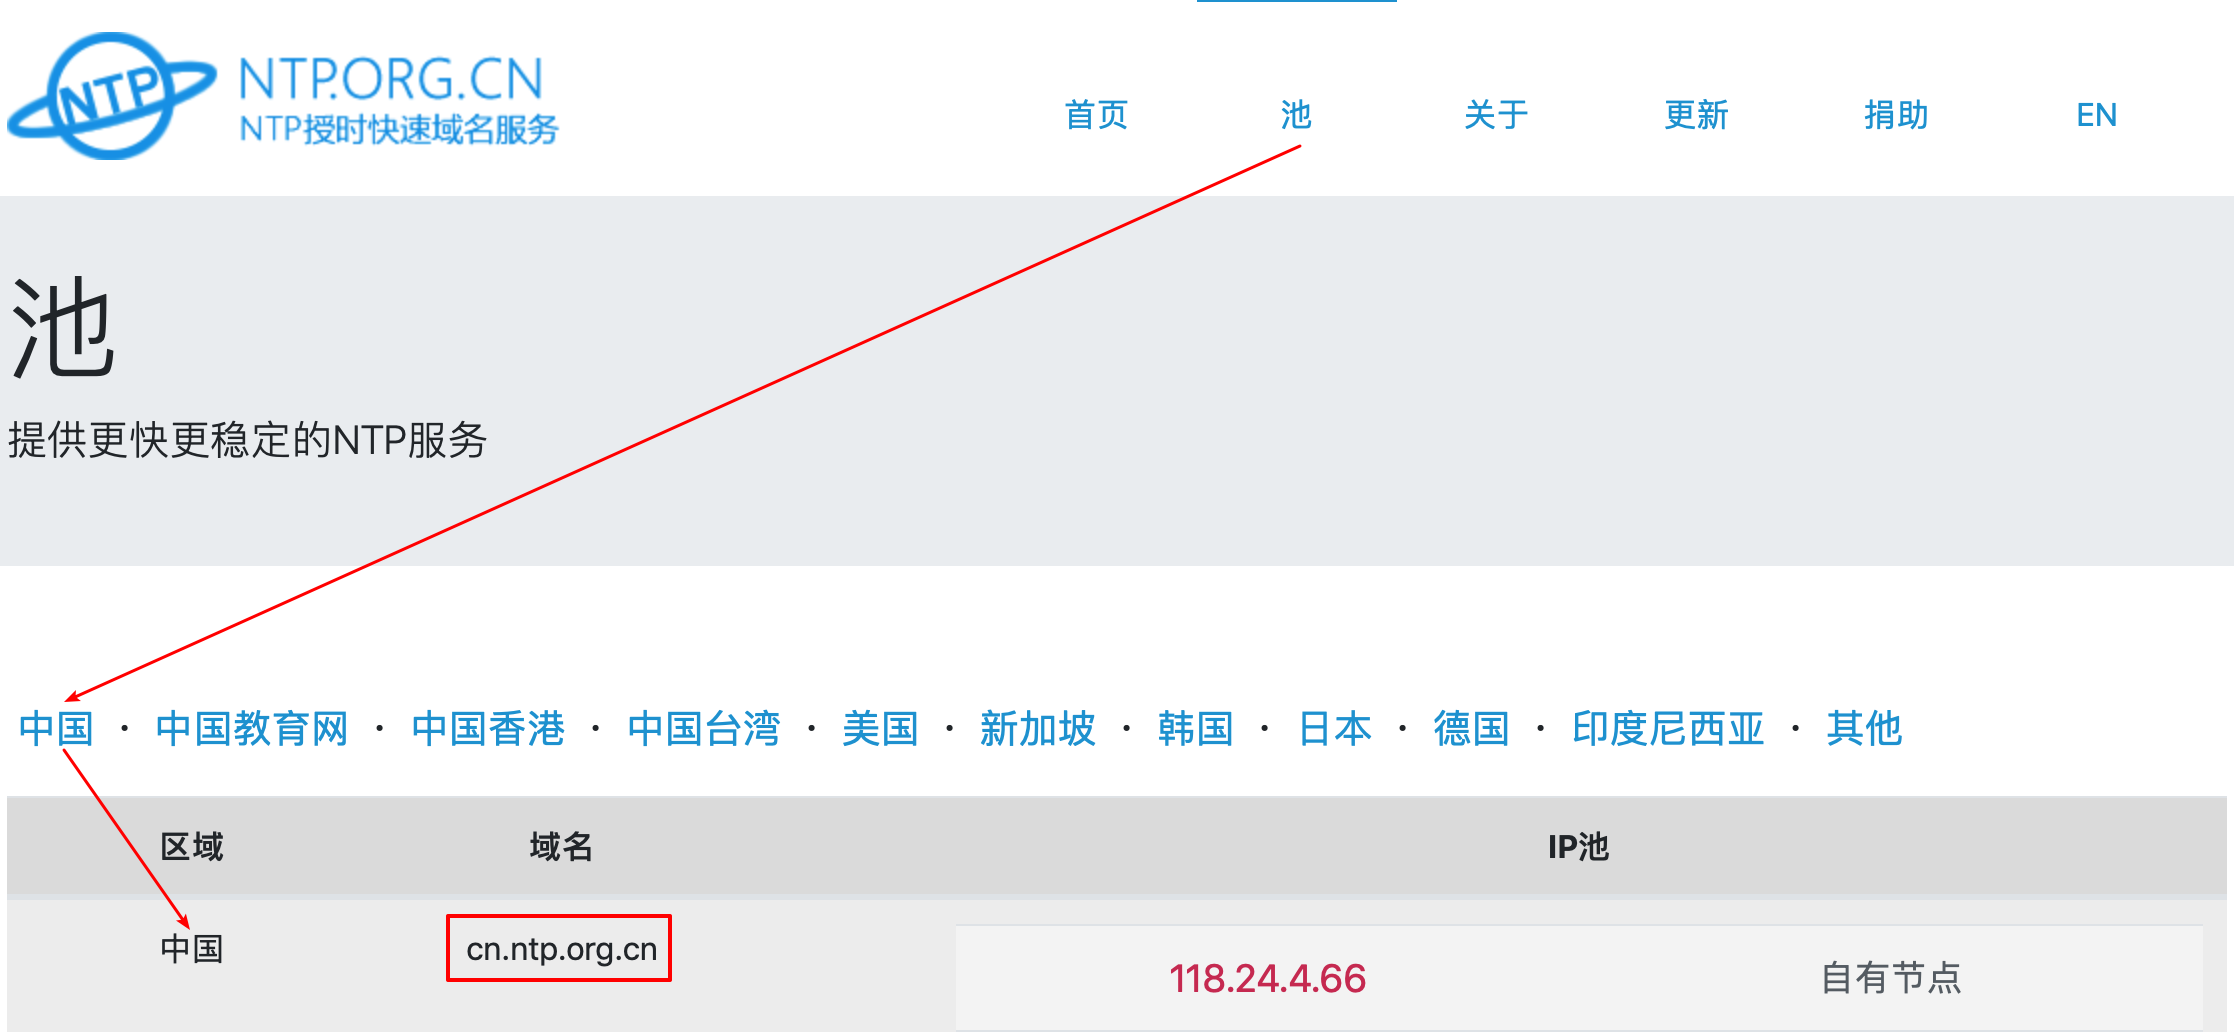 NTP
NTP.ORG.CN
NTP授时快速域名服务
首页 池 关于 更新 捐助 EN
池
提供更快更稳定的NTP服务
中国 · 中国教育网 · 中国香港 · 中国台湾 · 美国 · 新加坡 · 韩国 · 日本 · 德国 · 印度尼西亚 · 其他
区域 域名 IP池
中国 cn.ntp.org.cn 118.24.4.66 自有节点